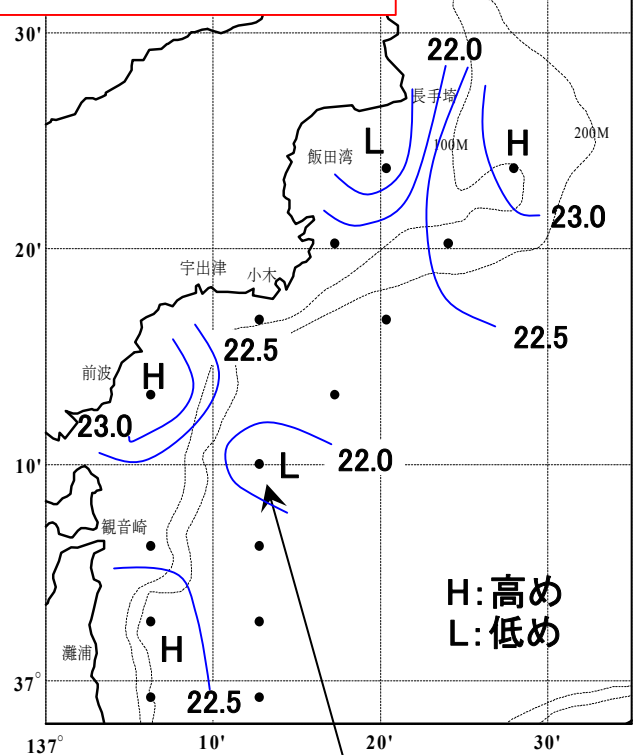 30'
22.0
長手埼
L
飯田湾
100M
H
200M
23.0
20'
宇出津
小木
22.5
22.5
前波
H
23.0
10'
L
22.0
観音崎
H:高め
L:低め
灘浦
H
37°
22.5
137°
10'
20'
30'